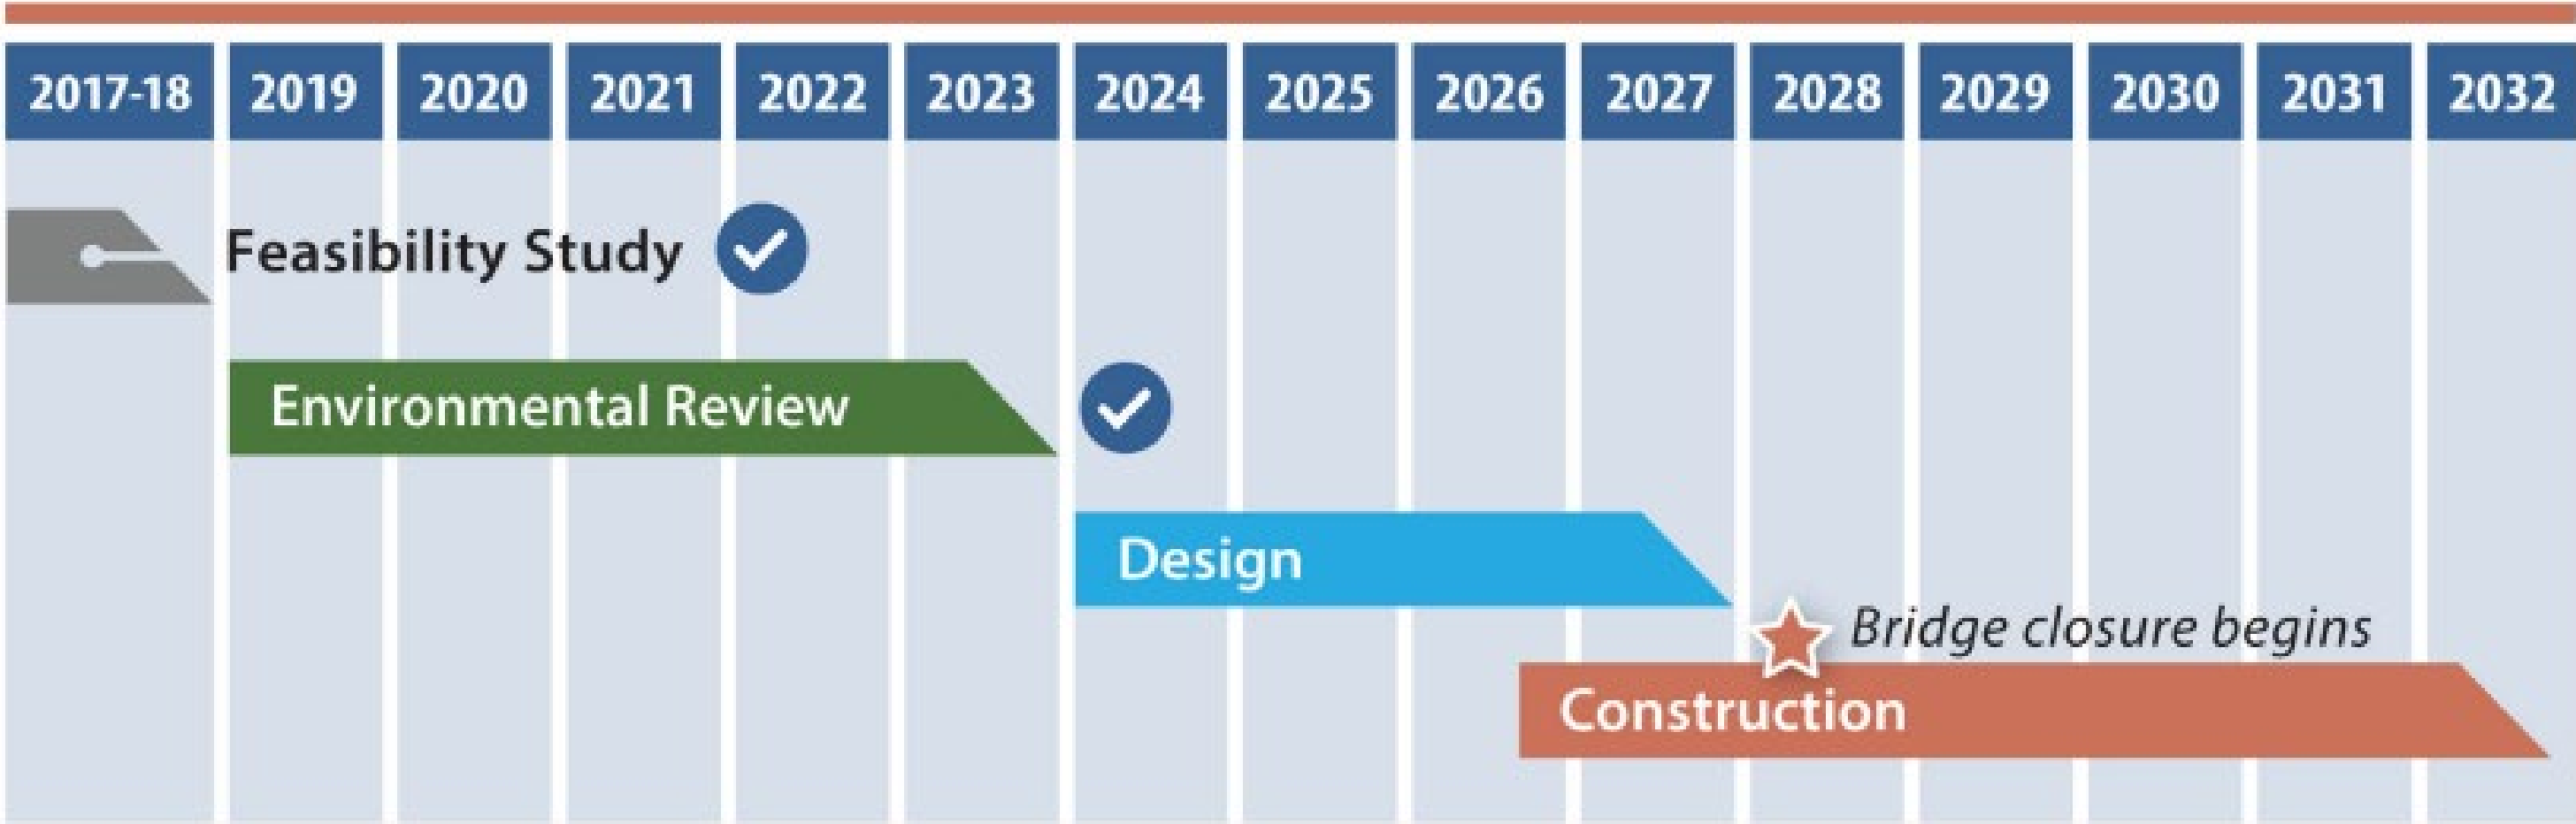 2017-18 2019 2020 2021 2022 2023 2024 2025 2026 2027 2028 2029 2030 2031 2032
Feasibility Study
Environmental Review
Design
Bridge closure begins
Construction